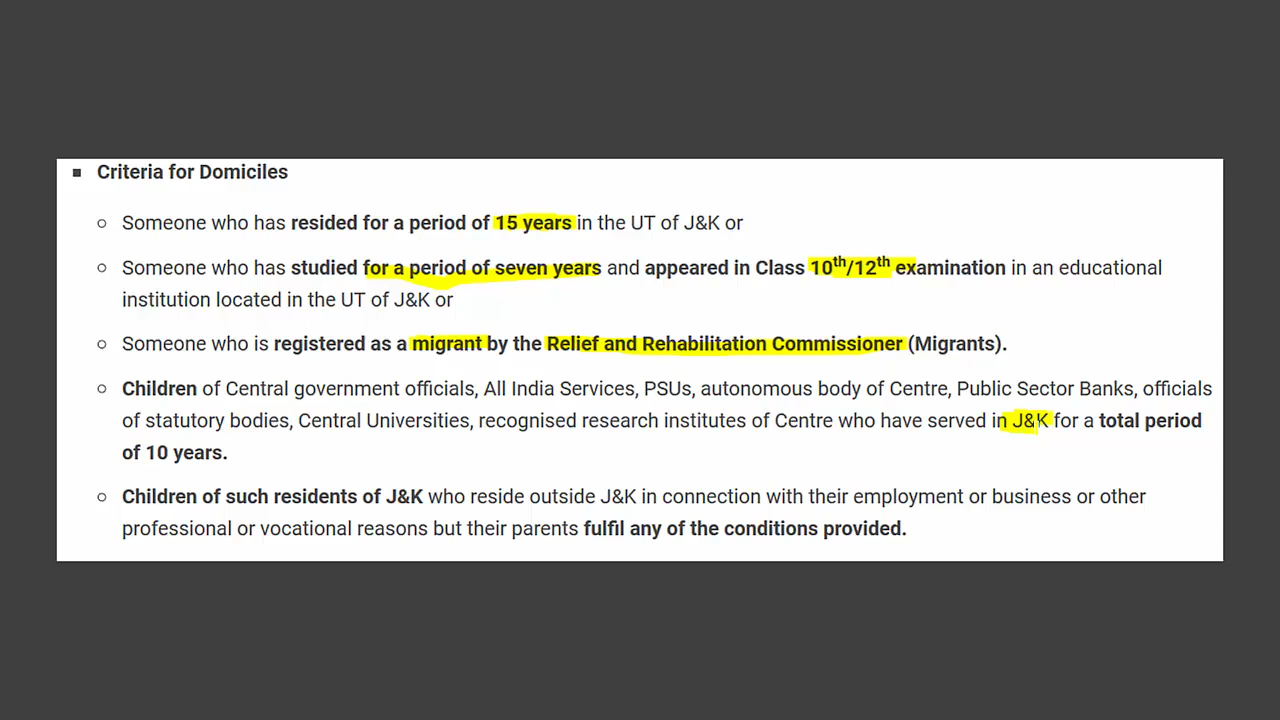 ▪ Criteria for Domiciles
○ Someone who has resided for a period of 15 years in the UT of J&K or
○ Someone who has studied for a period of seven years and appeared in Class 10th/12th examination in an educational
institution located in the UT of J&K or
○ Someone who is registered as a migrant by the Relief and Rehabilitation Commissioner (Migrants).
○ Children of Central government officials, All India Services, PSUs, autonomous body of Centre, Public Sector Banks, officials
of statutory bodies, Central Universities, recognised research institutes of Centre who have served in J&K for a total period
of 10 years.
○ Children of such residents of J&K who reside outside J&K in connection with their employment or business or other
professional or vocational reasons but their parents fulfil any of the conditions provided.